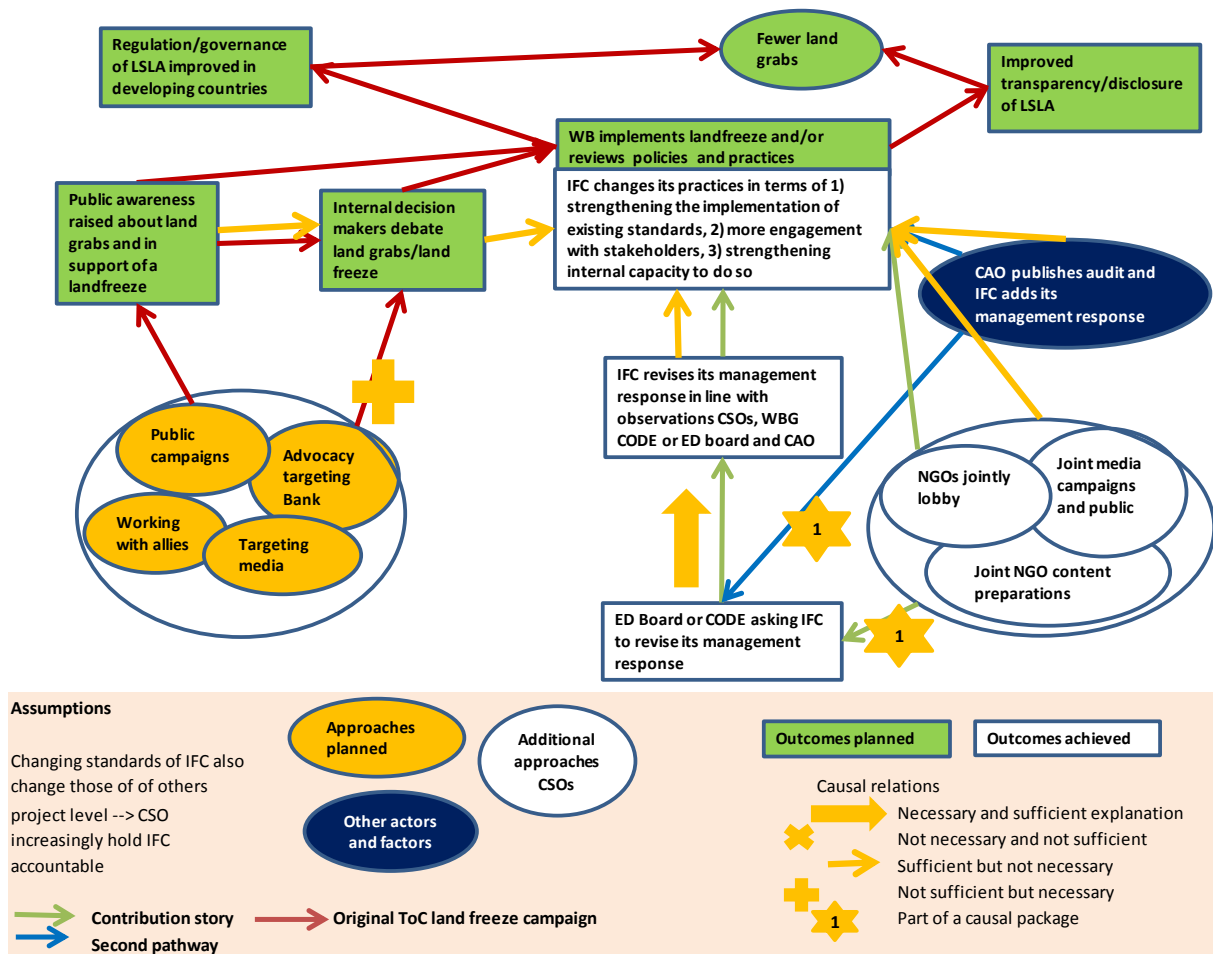 Regulation/governance
of LSLA improved in
developing countries
Fewer land
grabs
Improved
transparency/disclosure
of LSLA
WB implements landfreeze and/or
reviews policies and practices
Public awareness
raised about land
grabs and in
support of a
landfreeze
Internal decision
makers debate
land grabs/land
freeze
IFC changes its practices in terms of 1)
strengthening the implementation of
existing standards, 2) more engagement
with stakeholders, 3) strengthening
internal capacity to do so
CAO publishes audit and
IFC adds its
management response
IFC revises its management
response in line with
observations CSOs, WBG
CODE or ED board and CAO
Public
campaigns
Advocacy
targeting
Bank
Working
with allies
Targeting
media
NGOs jointly
lobby
Joint media
campaigns
and public
Joint NGO content
preparations
1
1
ED Board or CODE asking IFC
to revise its management
response
Assumptions
Changing standards of IFC also
change those of of others
project level --> CSO
increasingly hold IFC
accountable
Approaches
planned
Additional
approaches
CSOs
Other actors
and factors
Outcomes planned
Outcomes achieved
Causal relations
Necessary and sufficient explanation
Not necessary and not sufficient
Sufficient but not necessary
Not sufficient but necessary
1 Part of a causal package
Contribution story
Original ToC land freeze campaign
Second pathway